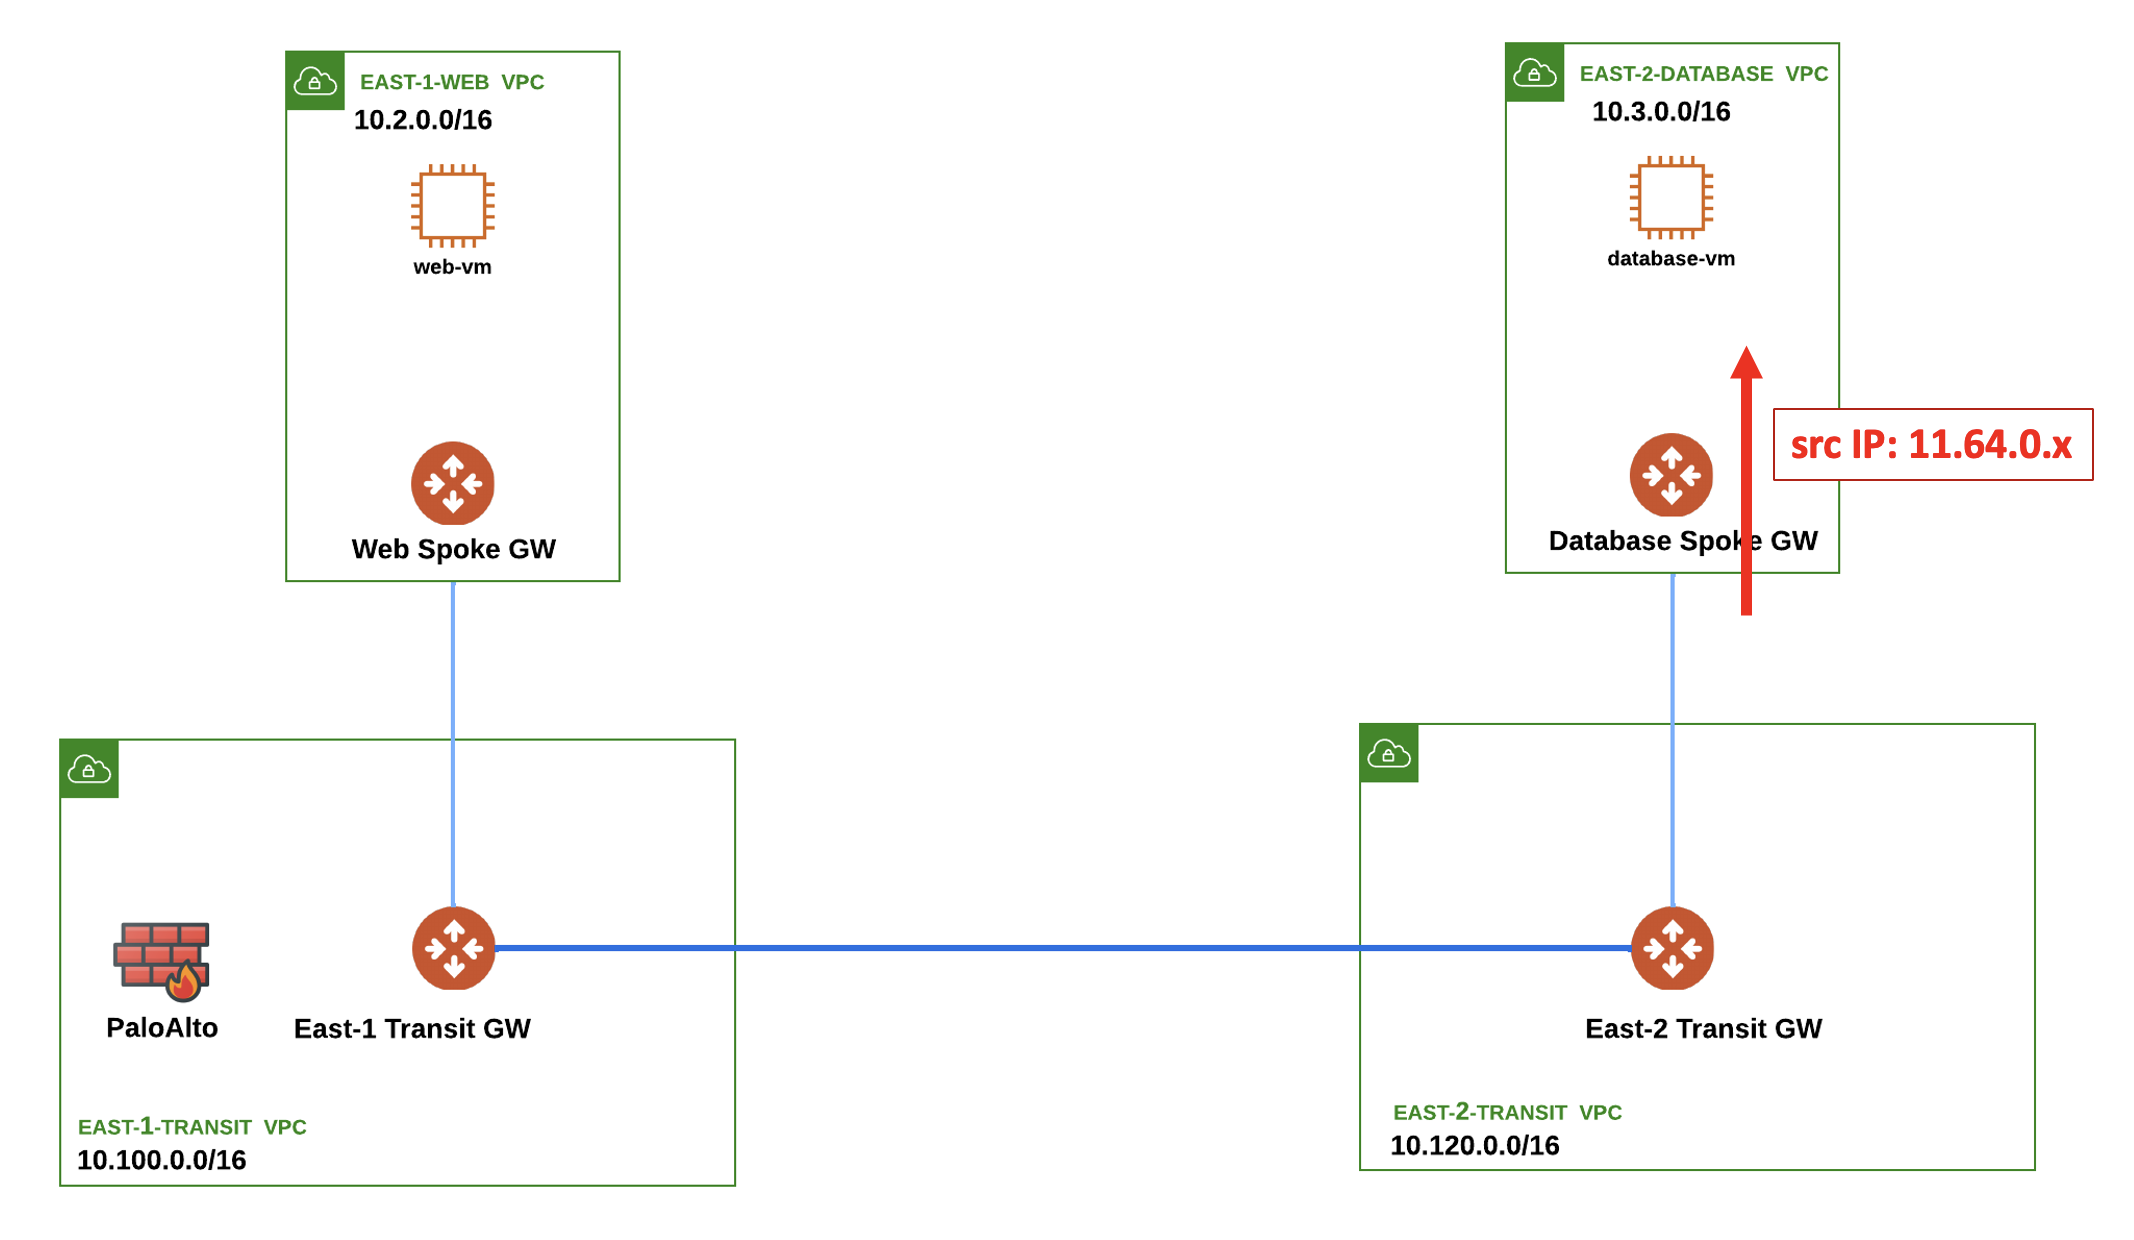 EAST-1-WEB VPC
10.2.0.0/16
web-vm
Web Spoke GW
EAST-2-DATABASE VPC
10.3.0.0/16
database-vm
src IP: 11.64.0.x
Database Spoke GW
PaloAlto
East-1 Transit GW
EAST-1-TRANSIT VPC
10.100.0.0/16
East-2 Transit GW
EAST-2-TRANSIT VPC
10.120.0.0/16